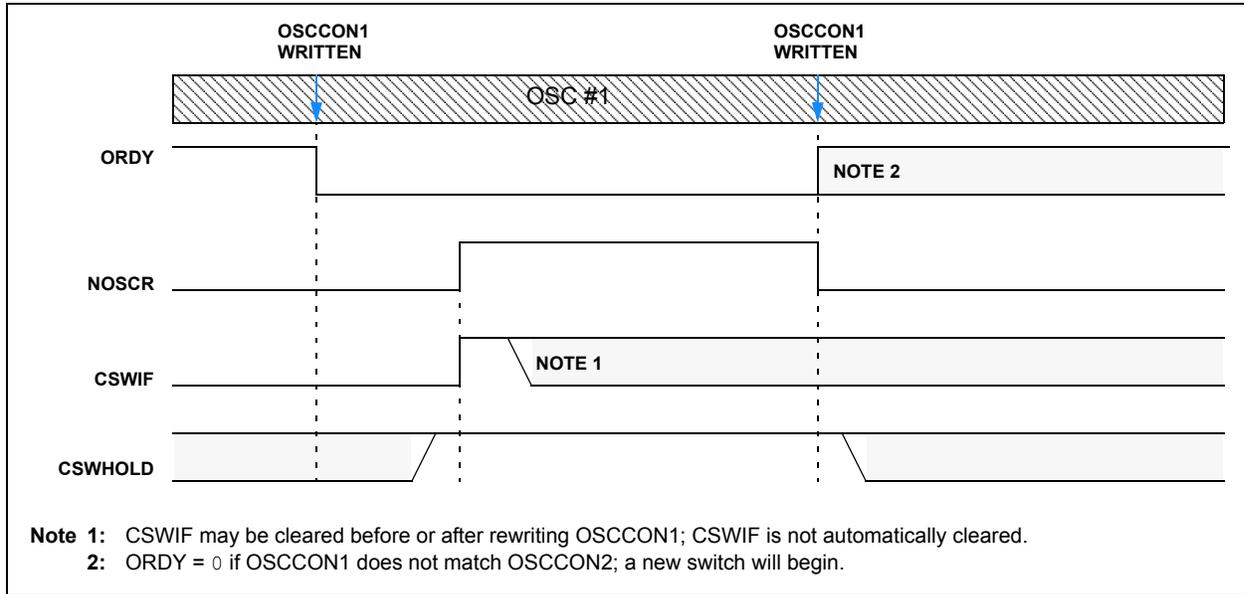 OSCCON1
WRITTEN
OSCCON1
WRITTEN
OSC #1
ORDY
NOTE 2
NOSCR
NOTE 1
CSWIF
CSWHOLD
Note 1: CSWIF may be cleared before or after rewriting OSCCON1; CSWIF is not automatically cleared.
2: ORDY = 0 if OSCCON1 does not match OSCCON2; a new switch will begin.